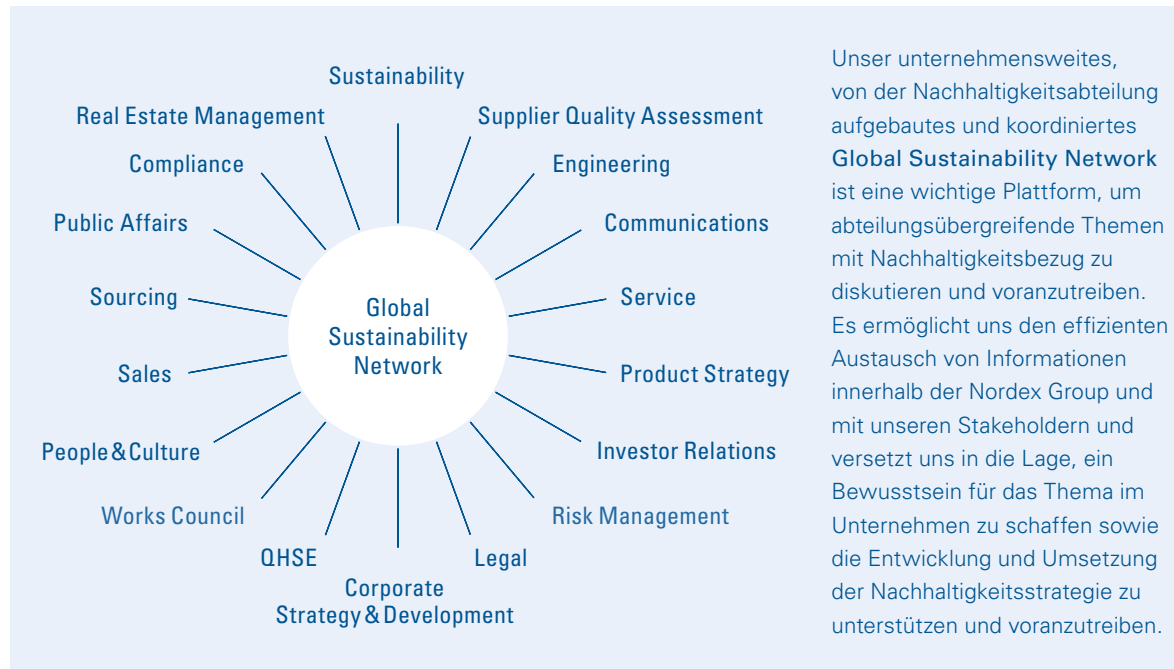 Sustainability
Real Estate Management
Supplier Quality Assessment
Compliance
Engineering
Public Affairs
Communications
Sourcing
Service
Global
Sustainability
Network
Sales
Product Strategy
People & Culture
Investor Relations
Works Council
Risk Management
QHSE
Legal
Corporate
Strategy & Development
Unser unternehmensweites,
von der Nachhaltigkeitsabteilung
aufgebautes und koordiniertes
Global Sustainability Network
ist eine wichtige Plattform, um
abteilungsübergreifende Themen
mit Nachhaltigkeitsbezug zu
diskutieren und voranzutreiben.
Es ermöglicht uns den effizienten
Austausch von Informationen
innerhalb der Nordex Group und
mit unseren Stakeholdern und
versetzt uns in die Lage, ein
Bewusstsein für das Thema im
Unternehmen zu schaffen sowie
die Entwicklung und Umsetzung
der Nachhaltigkeitsstrategie zu
unterstützen und voranzutreiben.